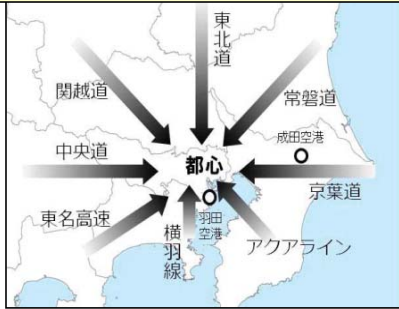 東北道
関越道
常磐道
成田空港
中央道
都心
京葉道
東名高速
横羽線
羽田
空港
アクアライン